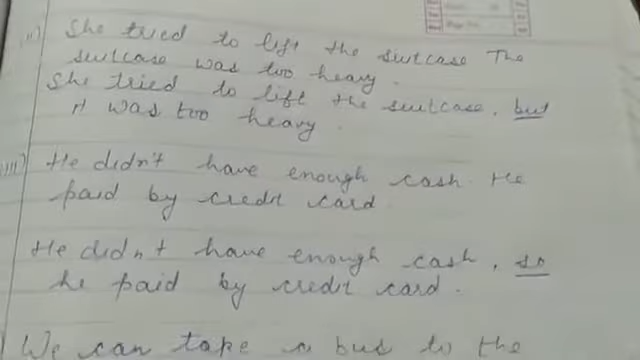 ii) She tried to lift the suitcase The
suitcase was too heavy.
She tried to lift the suitcase, but
it was too heavy.
iii) He didn't have enough cash. He
paid by credit card
He didn't have enough cash, so
he paid by credit card.
We can take a bus to the